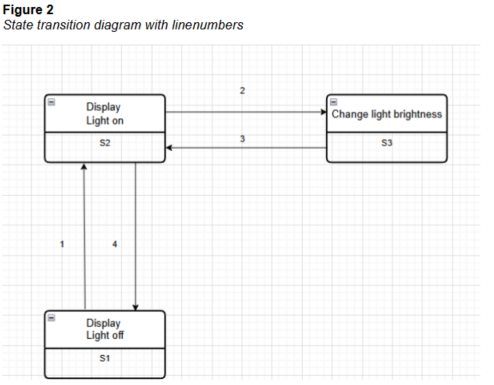 Figure 2
State transition diagram with linenumbers
2
Display
Light on
S2
Change light brightness
S3
3
1
4
Display
Light off
S1